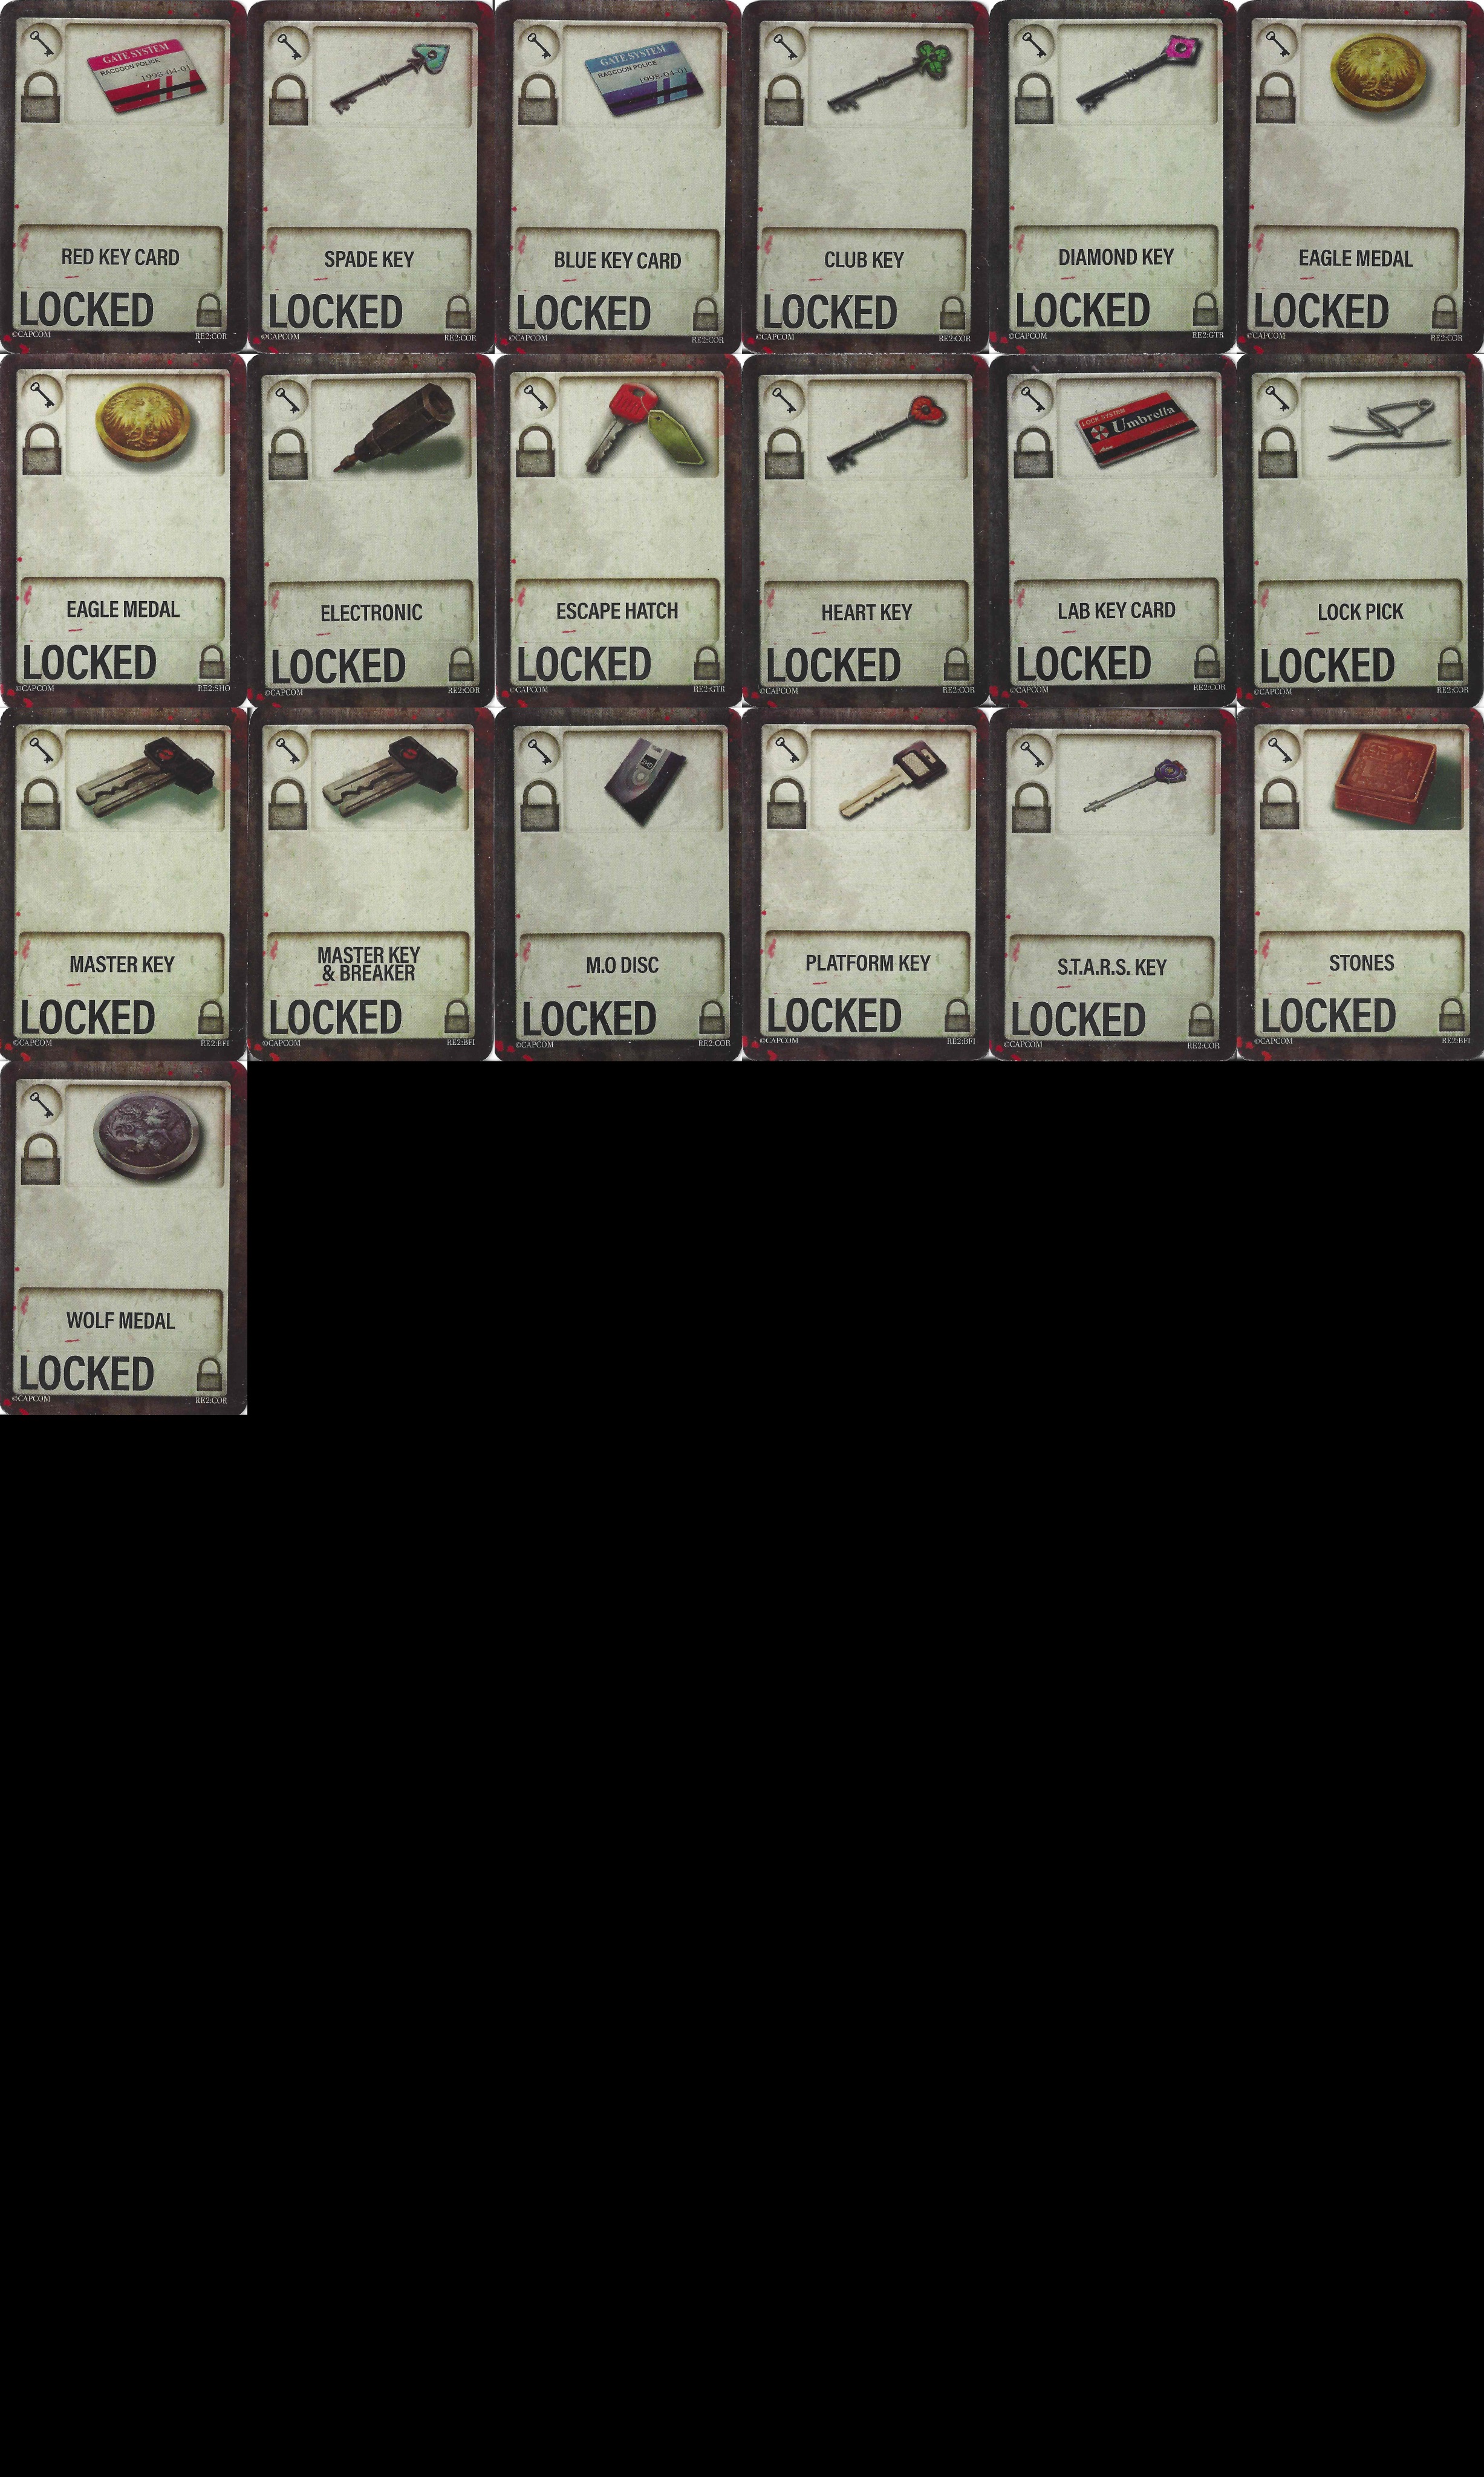 GATE SYSTEM
RACCOON POLICE
1998-04-01
RED KEY CARD
LOCKED
©CAPCOM RE2:COR
SPADE KEY
LOCKED
©CAPCOM RE2:COR
GATE SYSTEM
RACCOON POLICE
1998-04-01
BLUE KEY CARD
LOCKED
©CAPCOM RE2:COR
CLUB KEY
LOCKED
©CAPCOM RE2:COR
DIAMOND KEY
LOCKED
©CAPCOM RE2:GTR
EAGLE MEDAL
LOCKED
©CAPCOM RE2:COR
EAGLE MEDAL
LOCKED
©CAPCOM RE2:SHO
ELECTRONIC
LOCKED
©CAPCOM RE2:COR
ESCAPE HATCH
LOCKED
©CAPCOM RE2:GTR
HEART KEY
LOCKED
©CAPCOM RE2:COR
LOCK SYSTEM
Umbrella
LAB KEY CARD
LOCKED
©CAPCOM RE2:COR
LOCK PICK
LOCKED
©CAPCOM RE2:COR
MASTER KEY
LOCKED
©CAPCOM RE2:BFI
MASTER KEY
& BREAKER
LOCKED
©CAPCOM RE2:BFI
M.O DISC
LOCKED
©CAPCOM RE2:COR
PLATFORM KEY
LOCKED
©CAPCOM RE2:BFI
S.T.A.R.S. KEY
LOCKED
©CAPCOM RE2:COR
STONES
LOCKED
©CAPCOM RE2:BFI
WOLF MEDAL
LOCKED
©CAPCOM RE2:COR